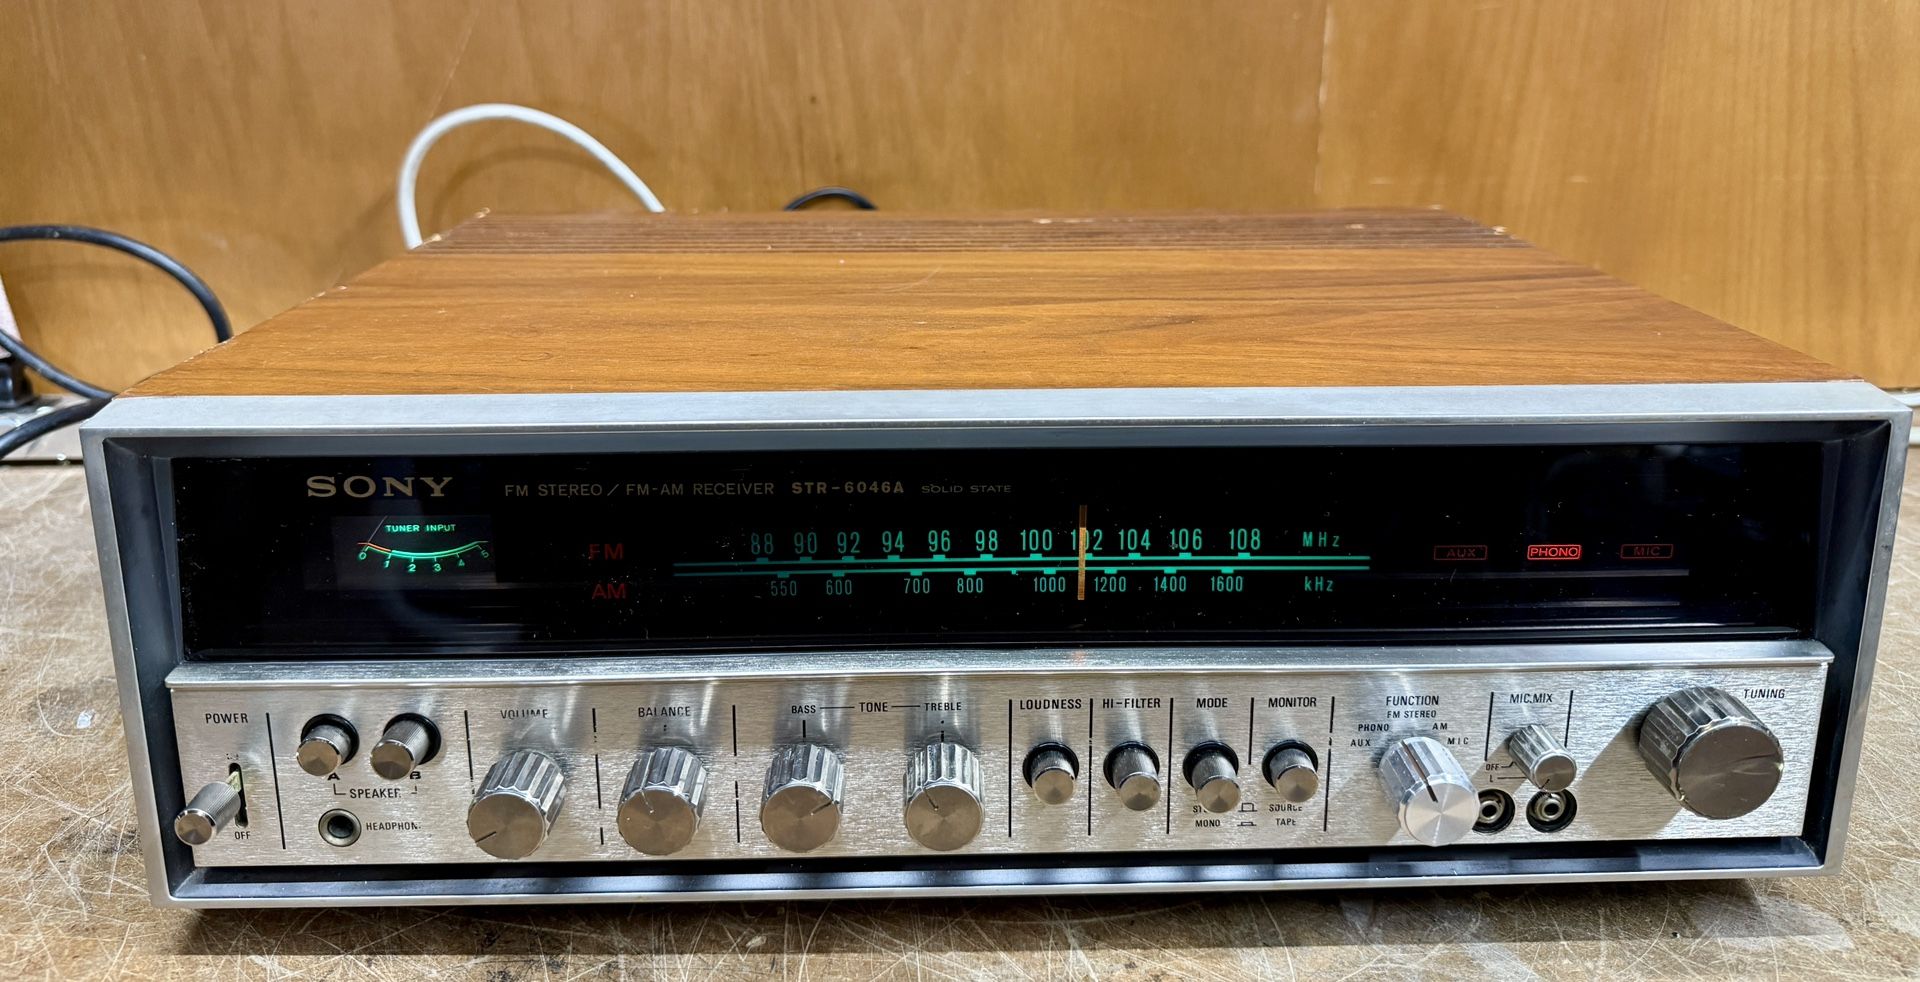 SONY FM STEREO / FM-AM RECEIVER STR-6046A SOLID STATE
TUNER INPUT
0 1 2 3 4 5
FM 88 90 92 94 96 98 100 102 104 106 108 MHz
AUX PHONO MIC
AM 550 600 700 800 1000 1200 1400 1600 kHz
POWER
OFF
A B
SPEAKER
HEADPHON
VOLUME
BALANCE
BASS TONE TREBLE
LOUDNESS
HI-FILTER
MODE
ST
MONO
MONITOR
SOURCE
TAPE
FUNCTION
FM STEREO
PHONO AM
AUX MIC
MIC.MIX
OFF
L
TUNING